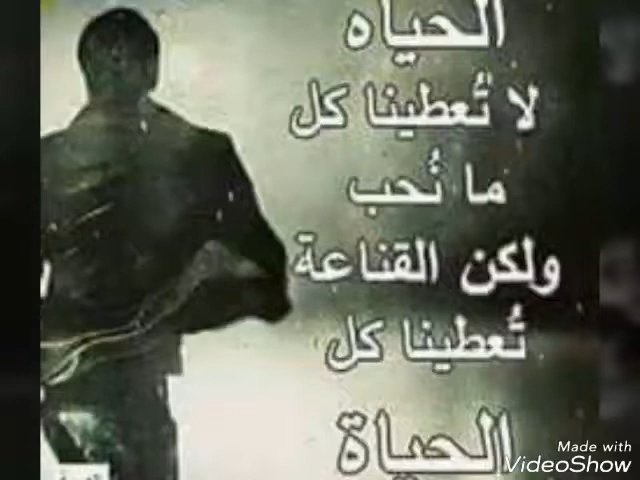 الحياه
لا تُعطينا كل
ما نُحب
ولكن القناعة
تُعطينا كل
الحياة
Made with
VideoShow